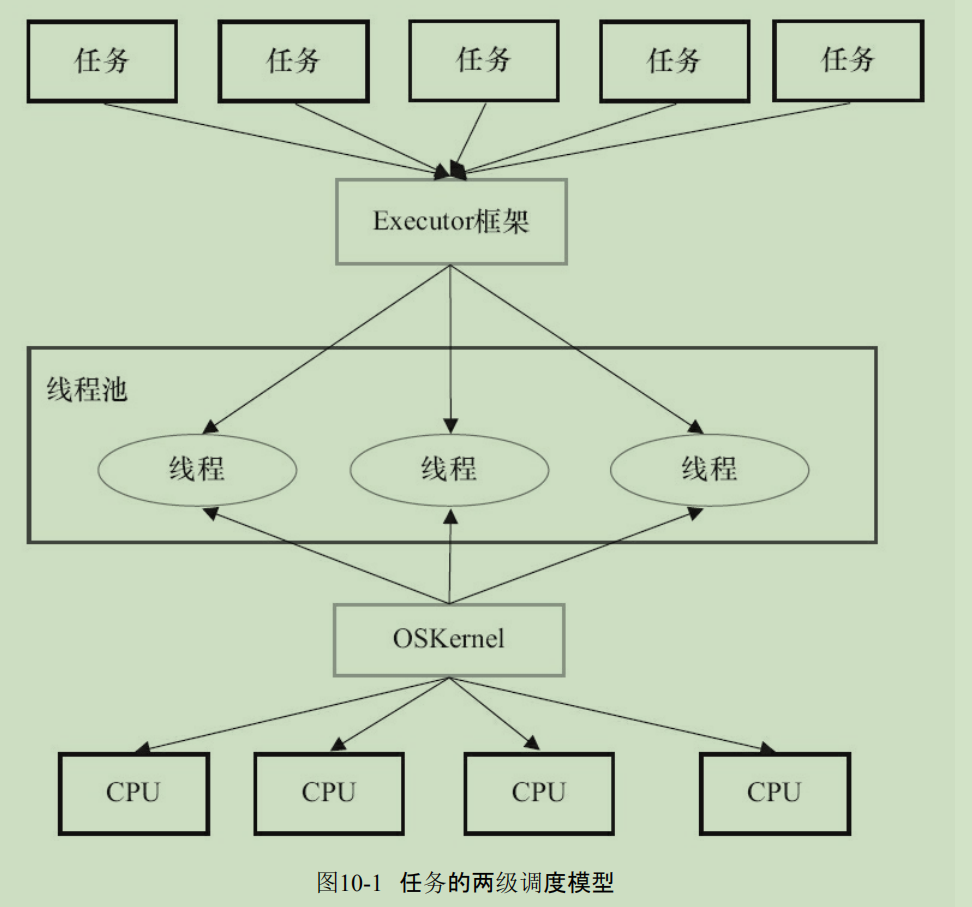 任务 任务 任务 任务 任务
Executor框架
线程池
线程 线程 线程
OSKernel
CPU CPU CPU CPU
图10-1 任务的两级调度模型